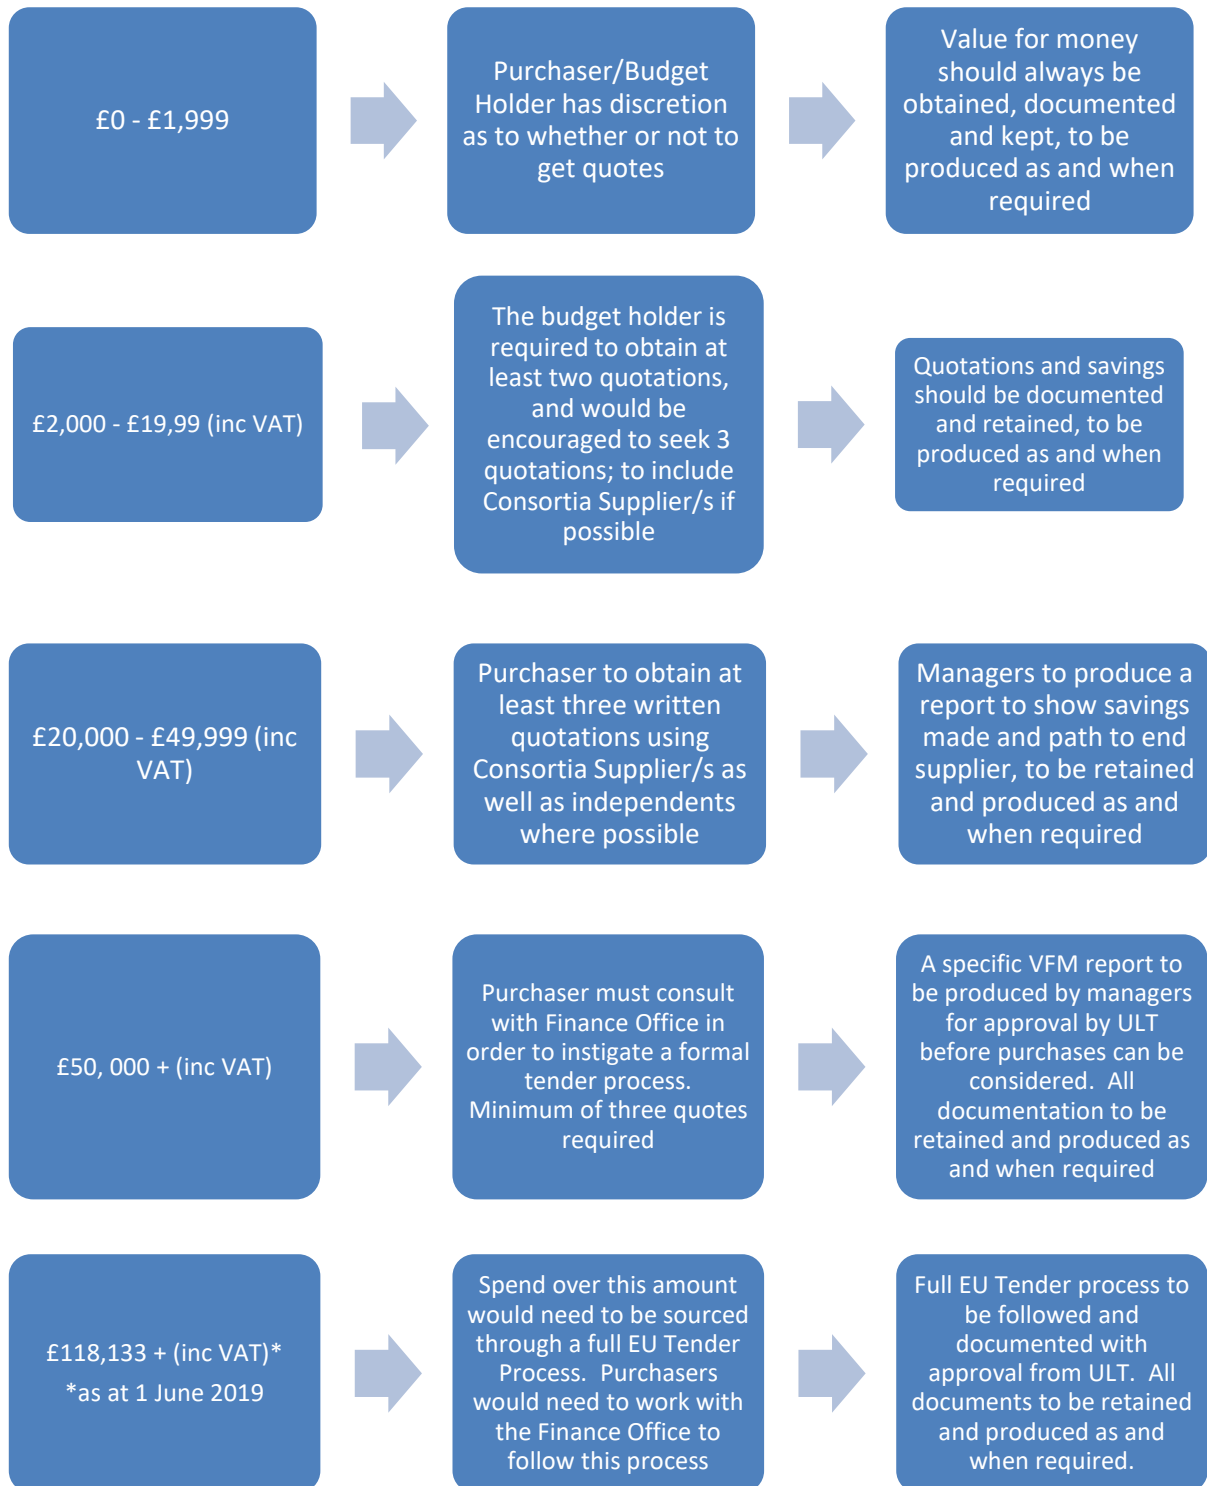 £0 - £1,999
Purchaser/Budget
Holder has discretion
as to whether or not to
get quotes
Value for money
should always be
obtained, documented
and kept, to be
produced as and when
required
£2,000 - £19,99 (inc VAT)
The budget holder is
required to obtain at
least two quotations,
and would be
encouraged to seek 3
quotations; to include
Consortia Supplier/s if
possible
Quotations and savings
should be documented
and retained, to be
produced as and when
required
£20,000 - £49,999 (inc
VAT)
Purchaser to obtain at
least three written
quotations using
Consortia Supplier/s as
well as independents
where possible
Managers to produce a
report to show savings
made and path to end
supplier, to be retained
and produced as and
when required
£50, 000 + (inc VAT)
Purchaser must consult
with Finance Office in
order to instigate a formal
tender process.
Minimum of three quotes
required
A specific VFM report to
be produced by managers
for approval by ULT
before purchases can be
considered.  All
documentation to be
retained and produced as
and when required
£118,133 + (inc VAT)*
*as at 1 June 2019
Spend over this amount
would need to be sourced
through a full EU Tender
Process.  Purchasers
would need to work with
the Finance Office to
follow this process
Full EU Tender process to
be followed and
documented with
approval from ULT.  All
documents to be retained
and produced as and
when required.